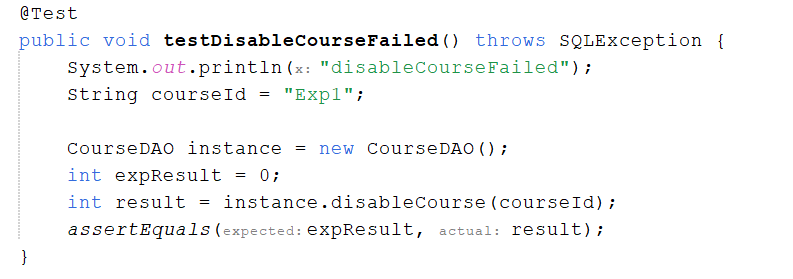 @Test
public void testDisableCourseFailed() throws SQLException {
System.out.println(x: "disableCourseFailed");
String courseId = "Exp1";
CourseDAO instance = new CourseDAO();
int expResult = 0;
int result = instance.disableCourse(courseId);
assertEquals(expected: expResult, actual: result);
}